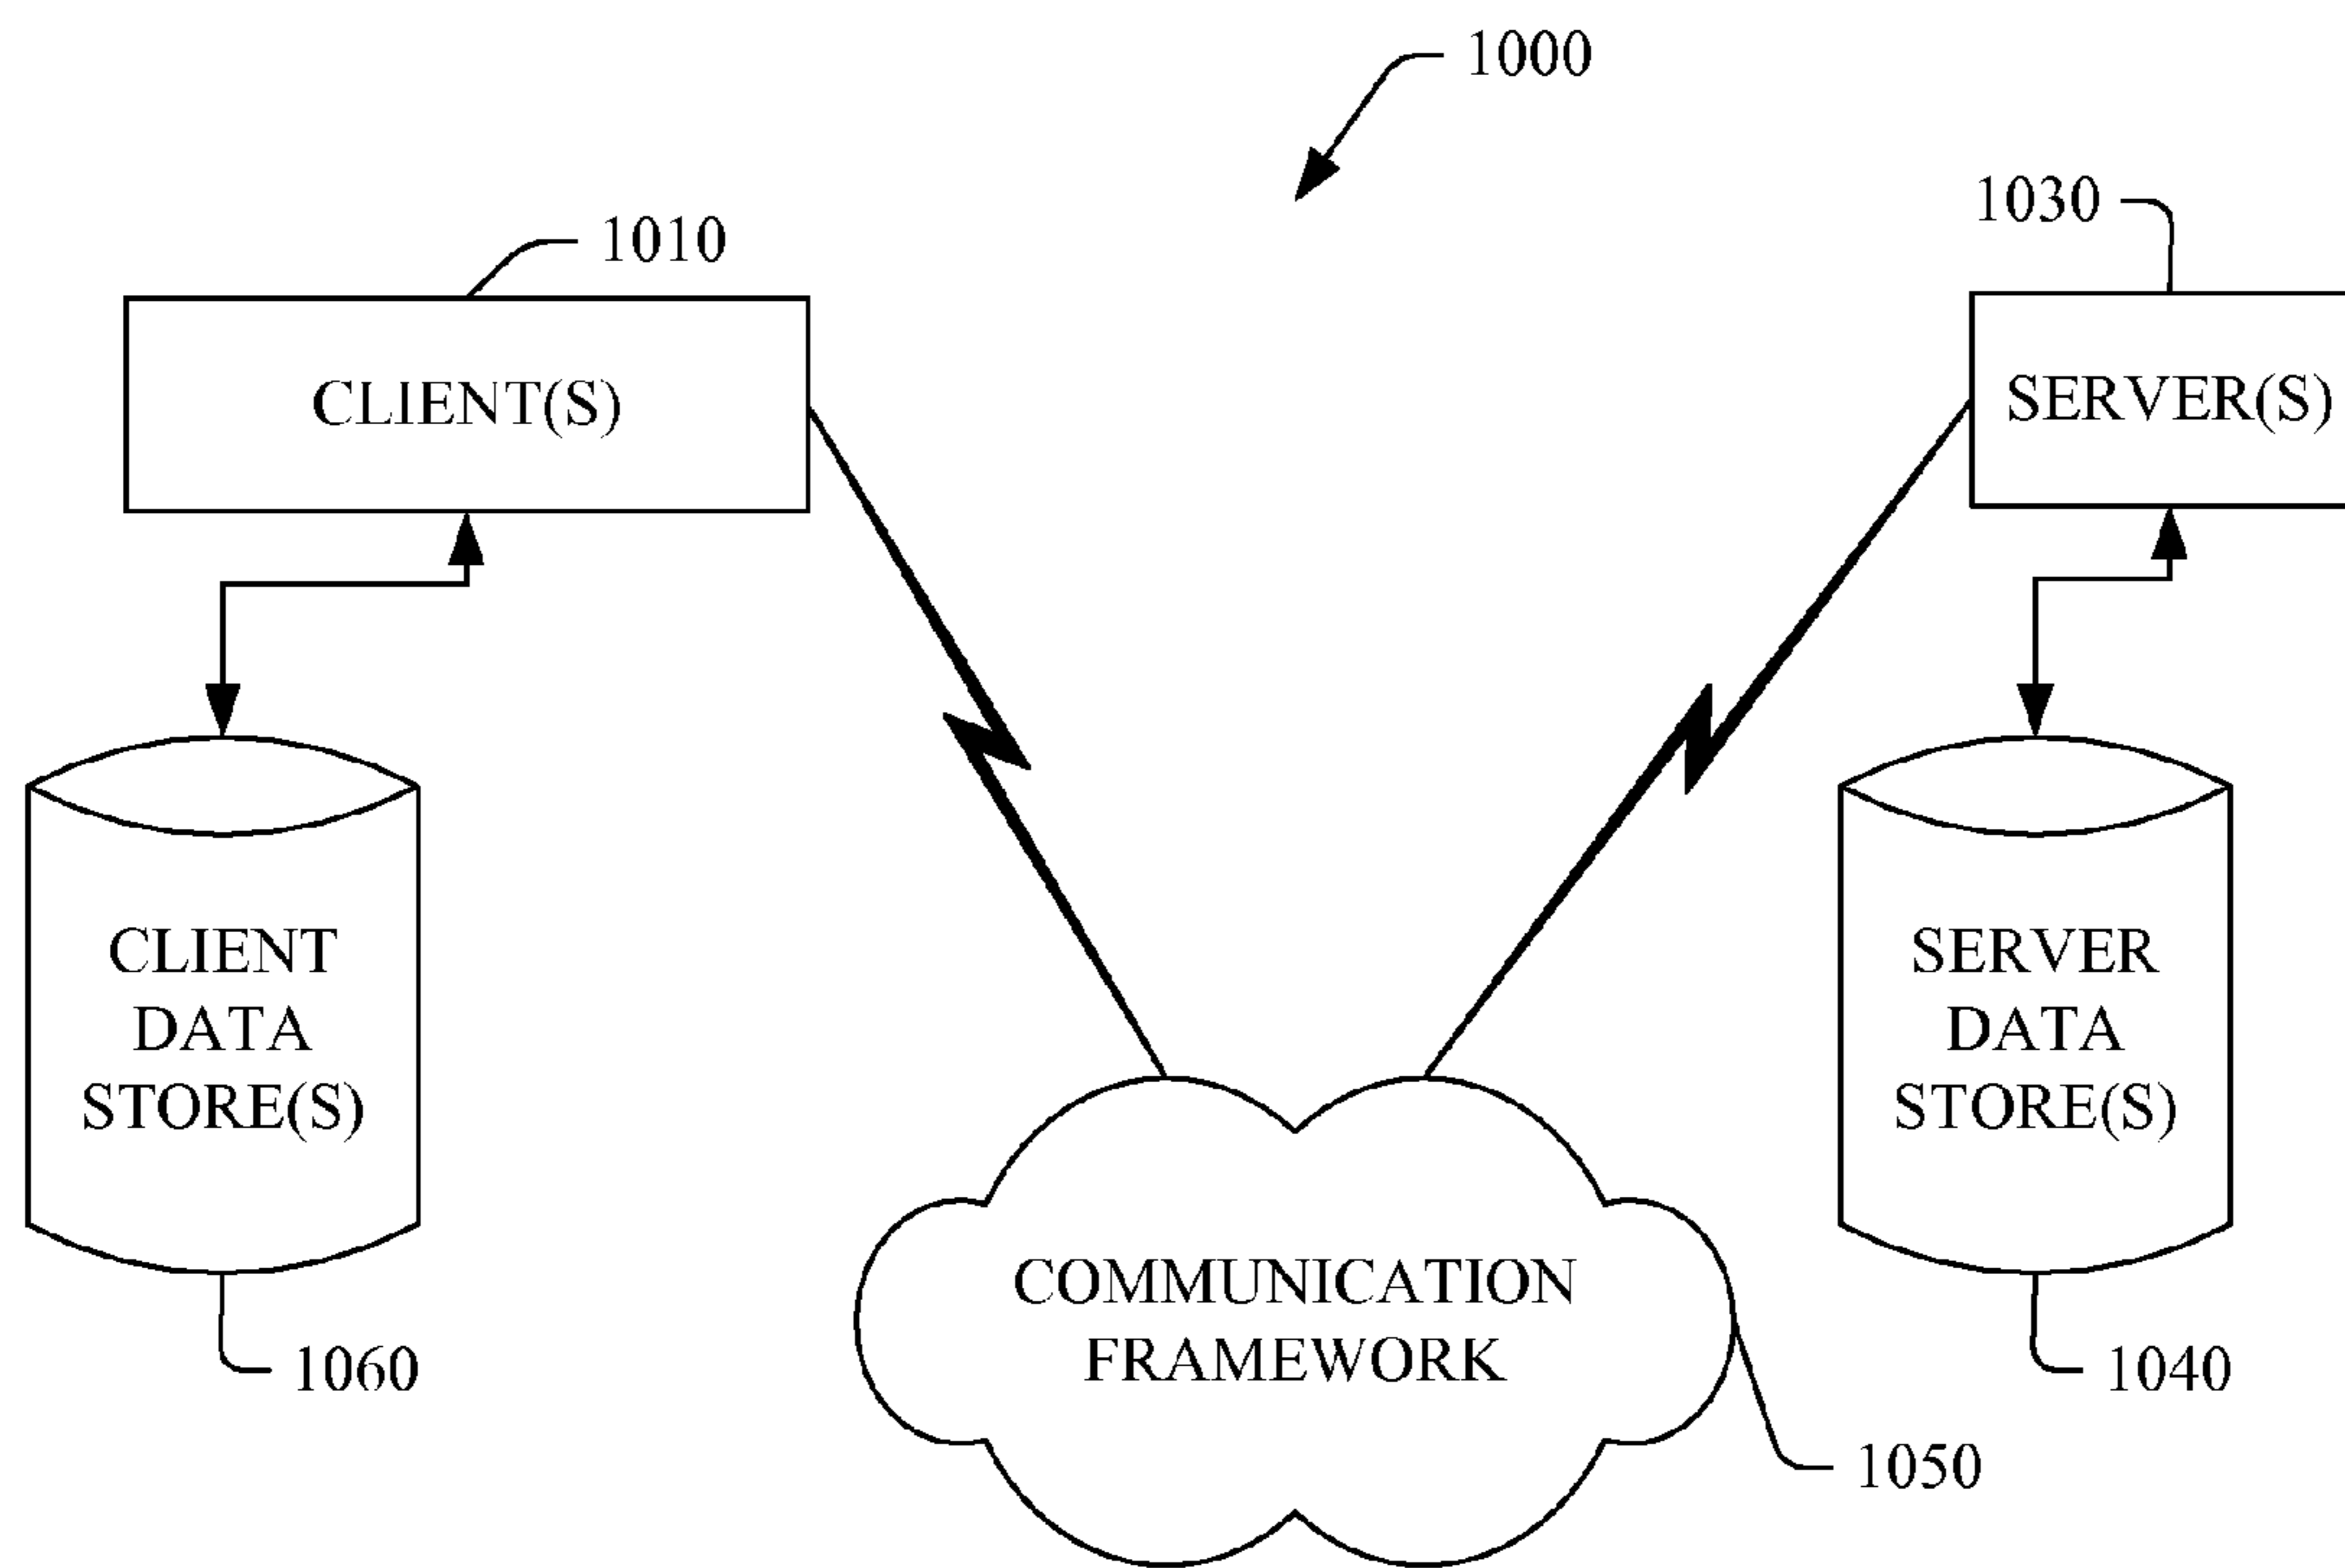 1000
1010
1030
CLIENT(S)
SERVER(S)
CLIENT
DATA
STORE(S)
SERVER
DATA
STORE(S)
COMMUNICATION
FRAMEWORK
1060
1040
1050